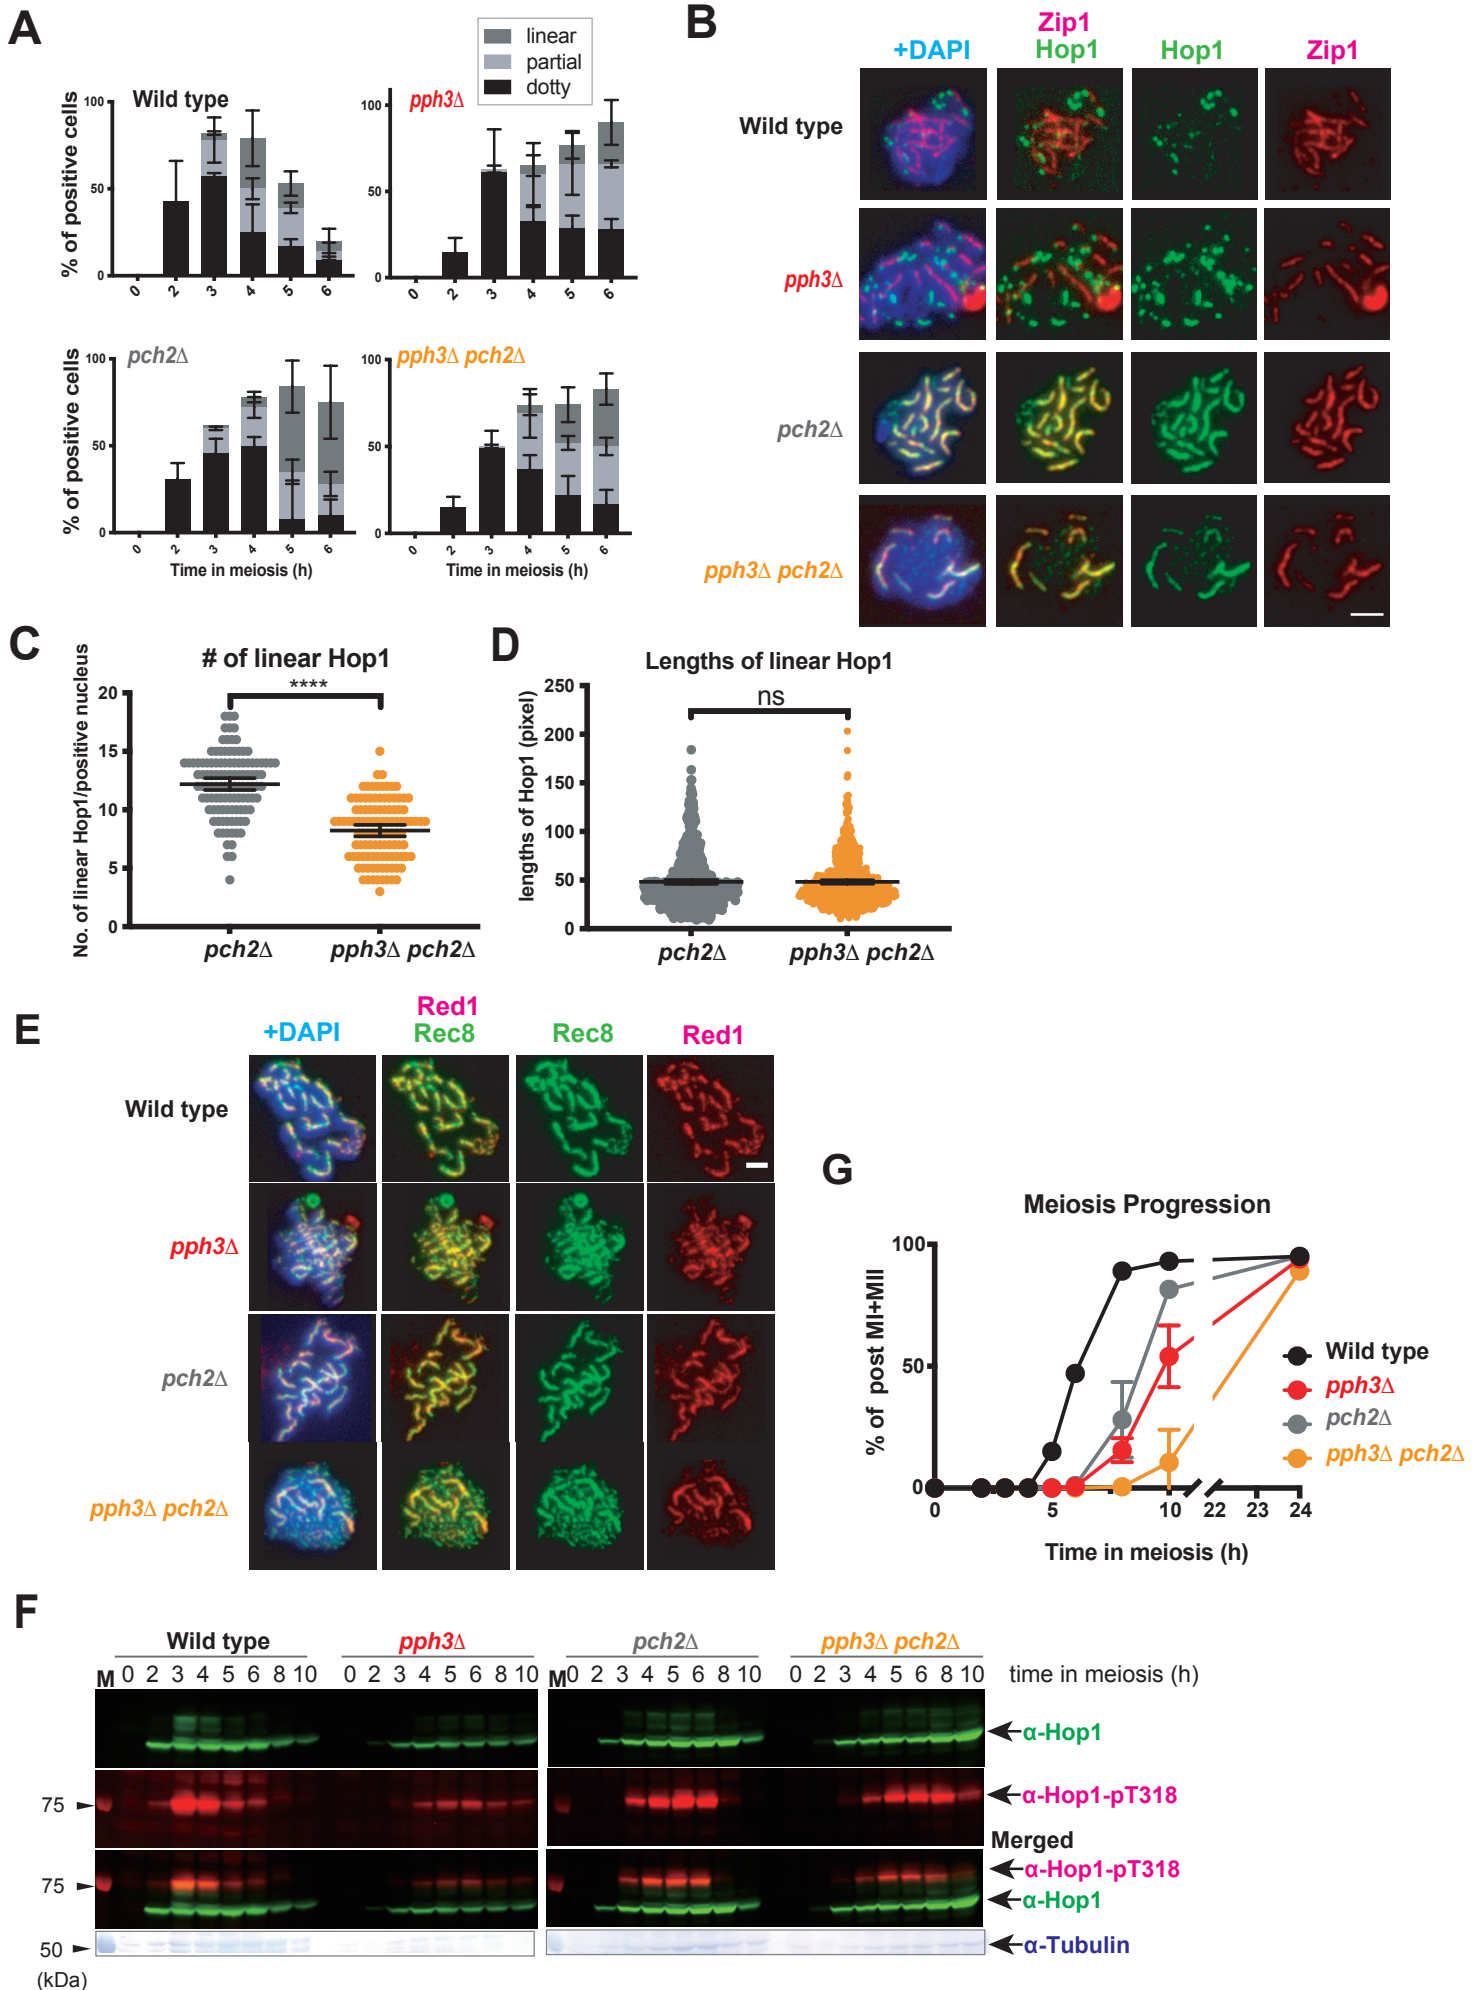 A
linear
partial
dotty
% of positive cells
Wild type
100
50
0
0 2 3 4 5 6
pph3Δ
100
50
0
0 2 3 4 5 6
% of positive cells
pch2Δ
100
50
0
0 2 3 4 5 6
Time in meiosis (h)
pph3Δ pch2Δ
100
50
0
0 2 3 4 5 6
Time in meiosis (h)
B
+DAPI
Zip1
Hop1
Hop1
Zip1
Wild type
pph3Δ
pch2Δ
pph3Δ pch2Δ
C
# of linear Hop1
****
No. of linear Hop1/positive nucleus
20
15
10
5
0
pch2Δ
pph3Δ pch2Δ
D
Lengths of linear Hop1
ns
lengths of Hop1 (pixel)
250
200
150
100
50
0
pch2Δ
pph3Δ pch2Δ
E
+DAPI
Red1
Rec8
Rec8
Red1
Wild type
pph3Δ
pch2Δ
pph3Δ pch2Δ
G
Meiosis Progression
% of post MI+MII
100
50
0
0 5 10 22 23 24
Time in meiosis (h)
Wild type
pph3Δ
pch2Δ
pph3Δ pch2Δ
F
Wild type
pph3Δ
pch2Δ
pph3Δ pch2Δ
M 0 2 3 4 5 6 8 10 0 2 3 4 5 6 8 10 M 0 2 3 4 5 6 8 10 0 2 3 4 5 6 8 10 time in meiosis (h)
α-Hop1
75
α-Hop1-pT318
Merged
α-Hop1-pT318
75
α-Hop1
50
α-Tubulin
(kDa)